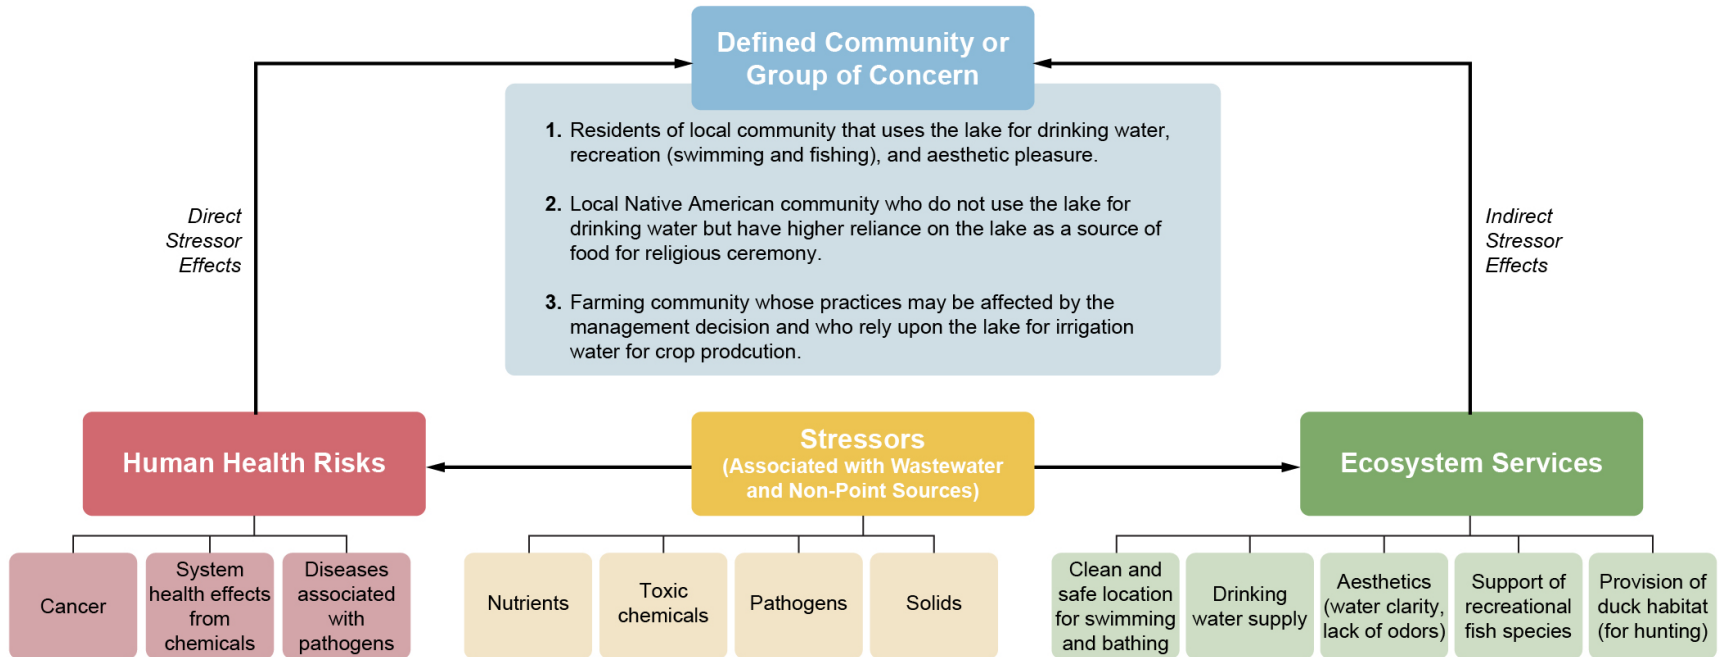 Defined Community or
Group of Concern
1. Residents of local community that uses the lake for drinking water,
recreation (swimming and fishing), and aesthetic pleasure.
2. Local Native American community who do not use the lake for
drinking water but have higher reliance on the lake as a source of
food for religious ceremony.
3. Farming community whose practices may be affected by the
management decision and who rely upon the lake for irrigation
water for crop prodcution.
Direct
Stressor
Effects
Indirect
Stressor
Effects
Human Health Risks
Stressors
(Associated with Wastewater
and Non-Point Sources)
Ecosystem Services
Cancer
System
health effects
from
chemicals
Diseases
associated
with
pathogens
Nutrients
Toxic
chemicals
Pathogens
Solids
Clean and
safe location
for swimming
and bathing
Drinking
water supply
Aesthetics
(water clarity,
lack of odors)
Support of
recreational
fish species
Provision of
duck habitat
(for hunting)